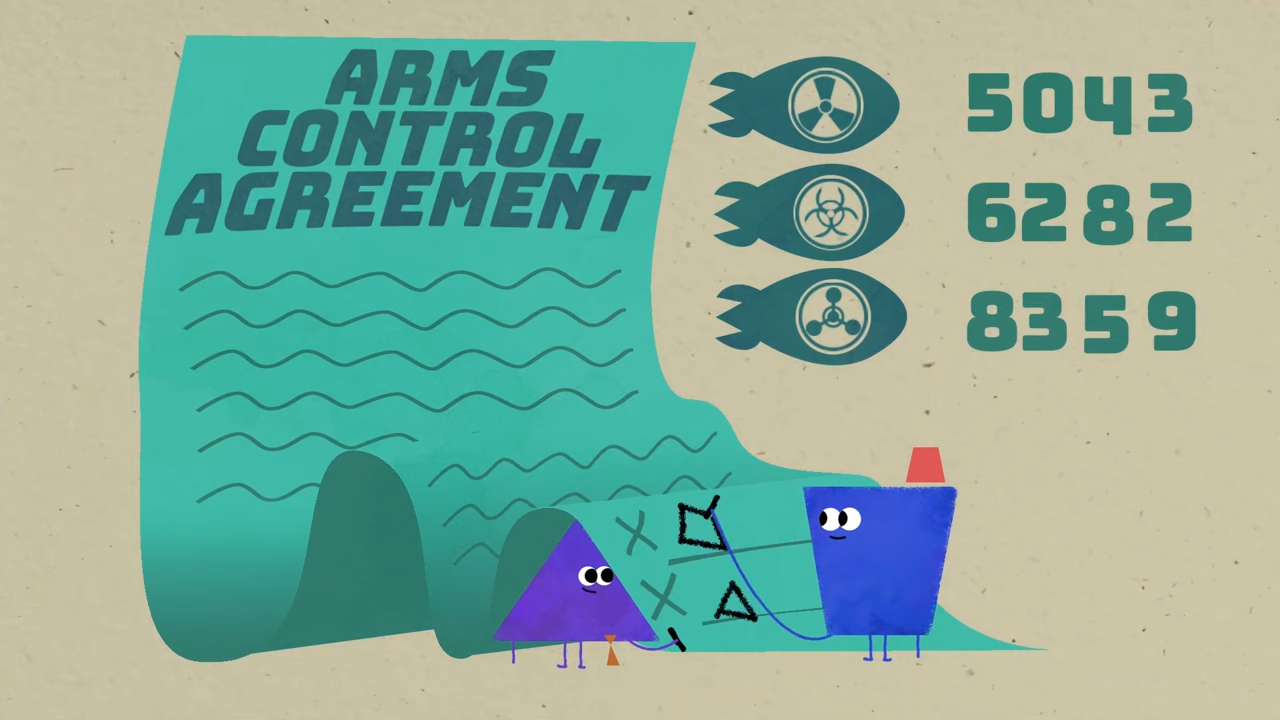 ARMS
CONTROL
AGREEMENT
5043
6282
8359
X
X